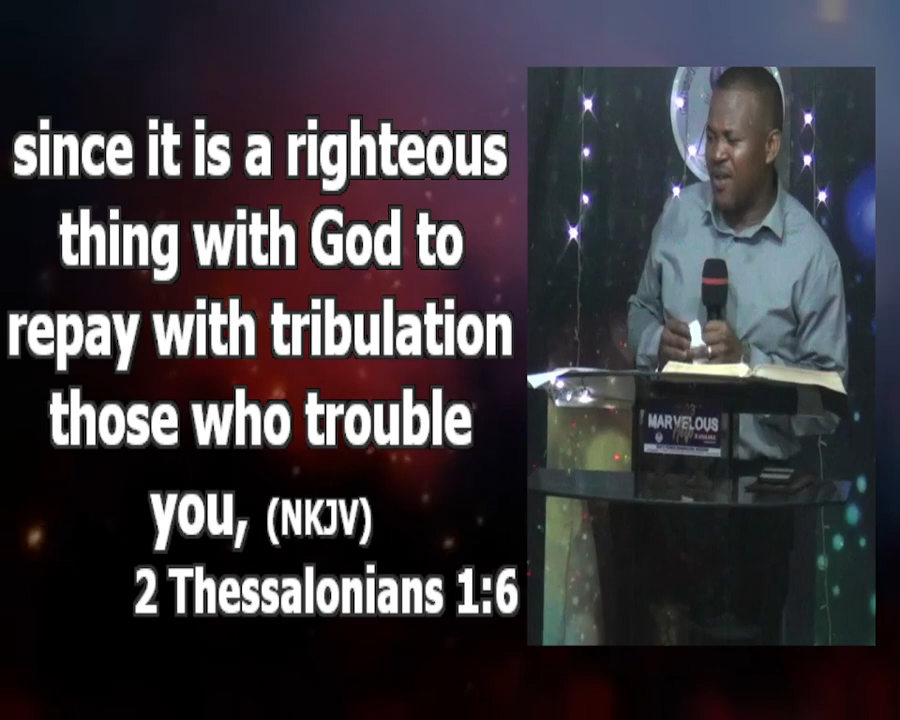 since it is a righteous
thing with God to
repay with tribulation
those who trouble
you, (NKJV)
2 Thessalonians 1:6
MARVELOUS